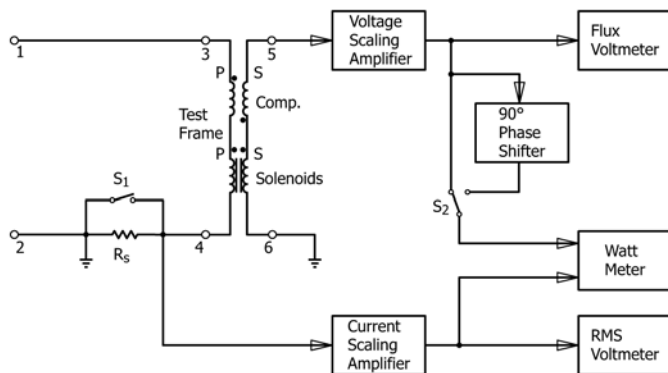 1
3
5
P
S
Comp.
Test
Frame
P
S
Solenoids
2
4
6
S1
Rs
Voltage
Scaling
Amplifier
Flux
Voltmeter
90°
Phase
Shifter
S2
Watt
Meter
Current
Scaling
Amplifier
RMS
Voltmeter